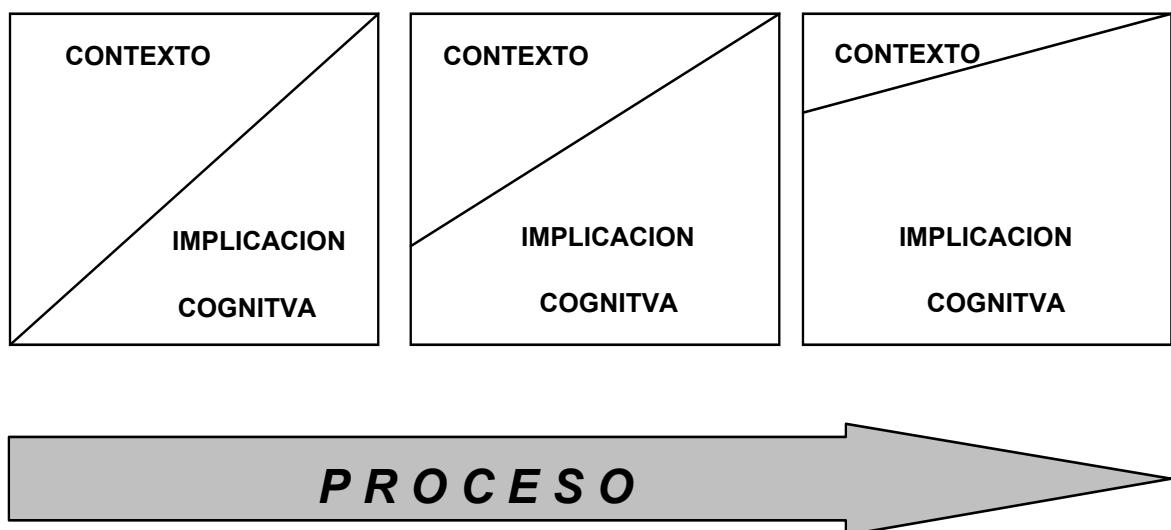 CONTEXTO
IMPLICACION
COGNITVA
CONTEXTO
IMPLICACION
COGNITVA
CONTEXTO
IMPLICACION
COGNITVA
P R O C E S O